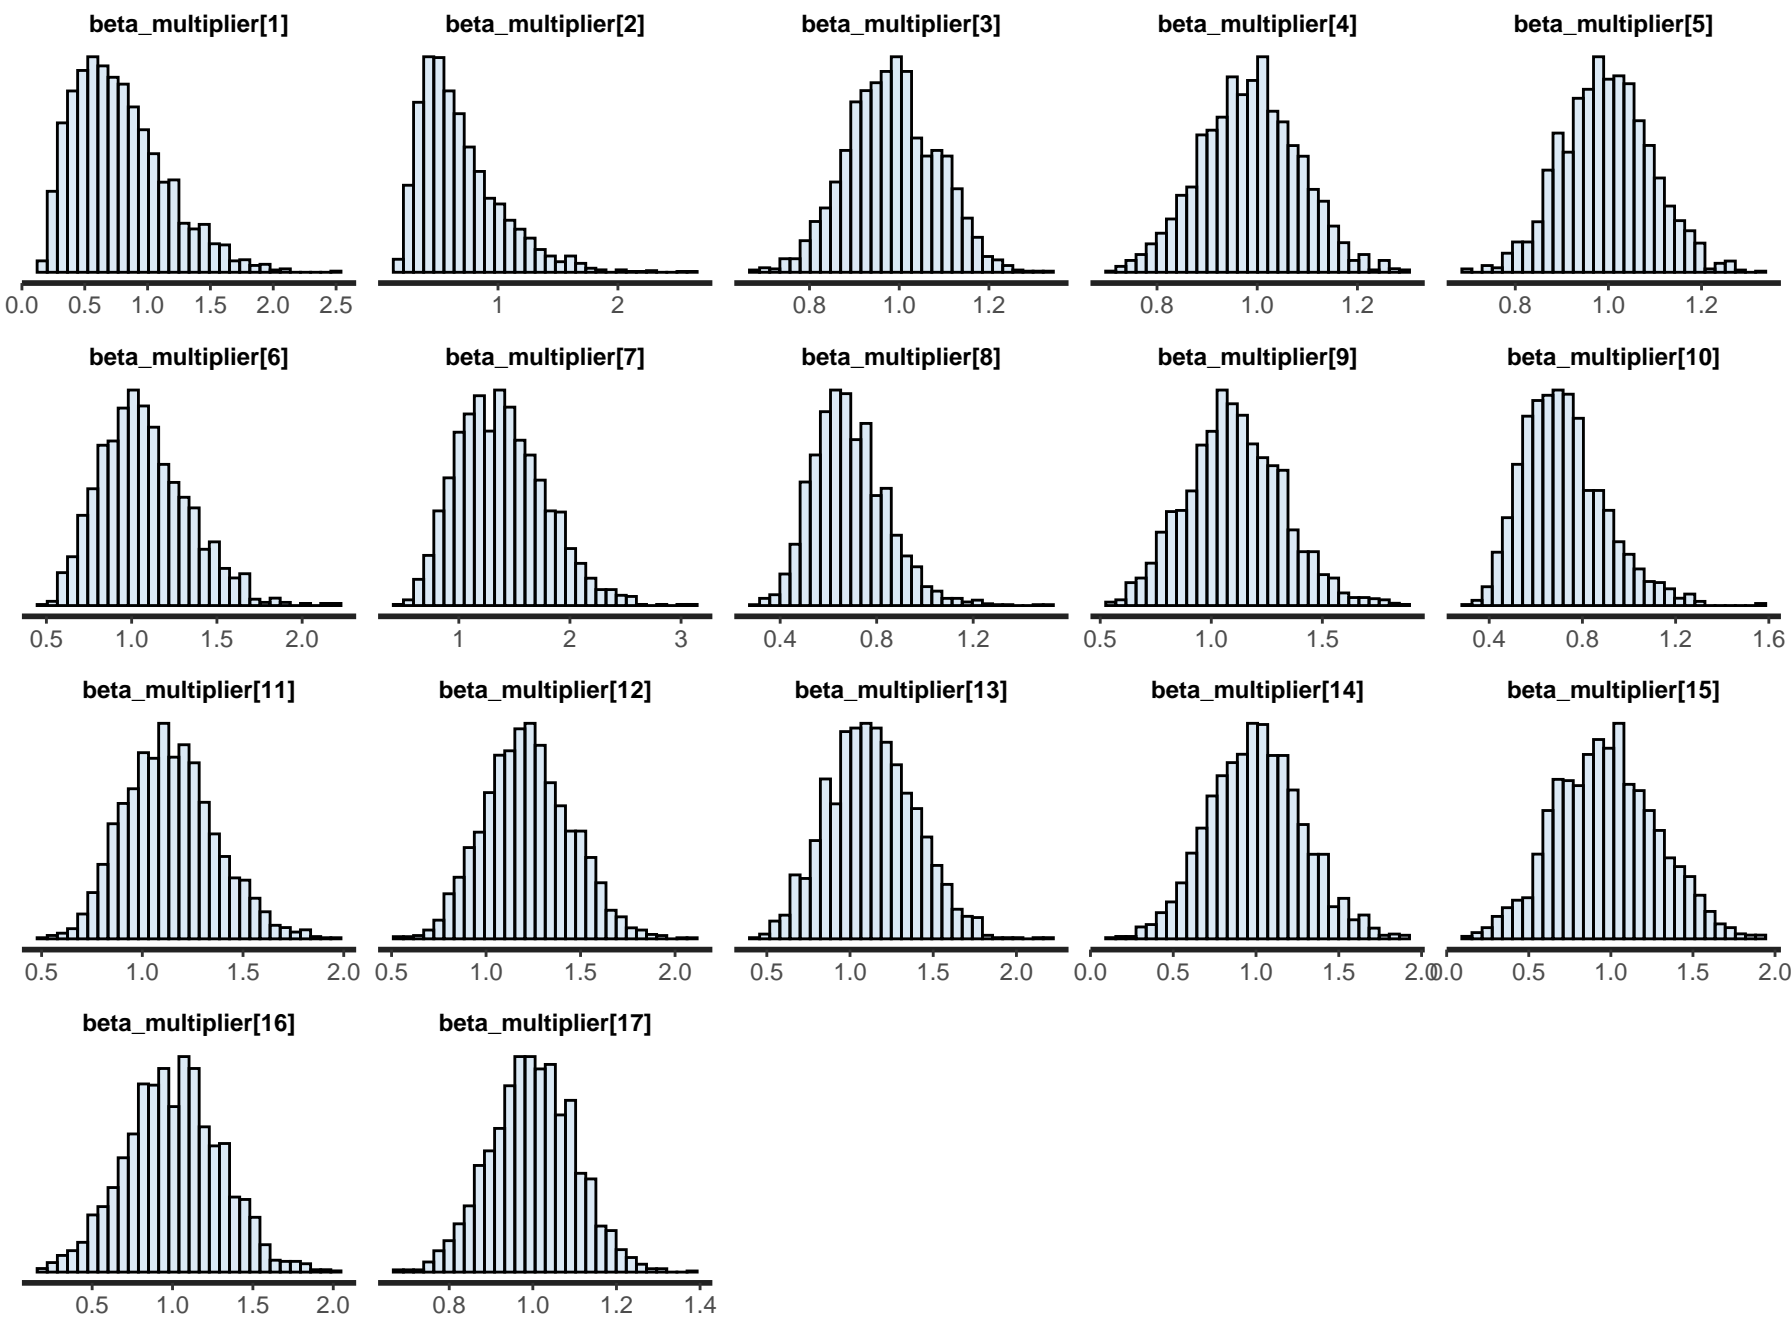 beta_multiplier[1] beta_multiplier[2] beta_multiplier[3] beta_multiplier[4] beta_multiplier[5]
0.0 0.5 1.0 1.5 2.0 2.5 1 2 0.8 1.0 1.2 0.8 1.0 1.2 0.8 1.0 1.2
beta_multiplier[6] beta_multiplier[7] beta_multiplier[8] beta_multiplier[9] beta_multiplier[10]
0.5 1.0 1.5 2.0 1 2 3 0.4 0.8 1.2 0.5 1.0 1.5 0.4 0.8 1.2 1.6
beta_multiplier[11] beta_multiplier[12] beta_multiplier[13] beta_multiplier[14] beta_multiplier[15]
0.5 1.0 1.5 2.0 0.5 1.0 1.5 2.0 0.5 1.0 1.5 2.0 0.0 0.5 1.0 1.5 2.0 0.0 0.5 1.0 1.5 2.0
beta_multiplier[16] beta_multiplier[17]
0.5 1.0 1.5 2.0 0.8 1.0 1.2 1.4